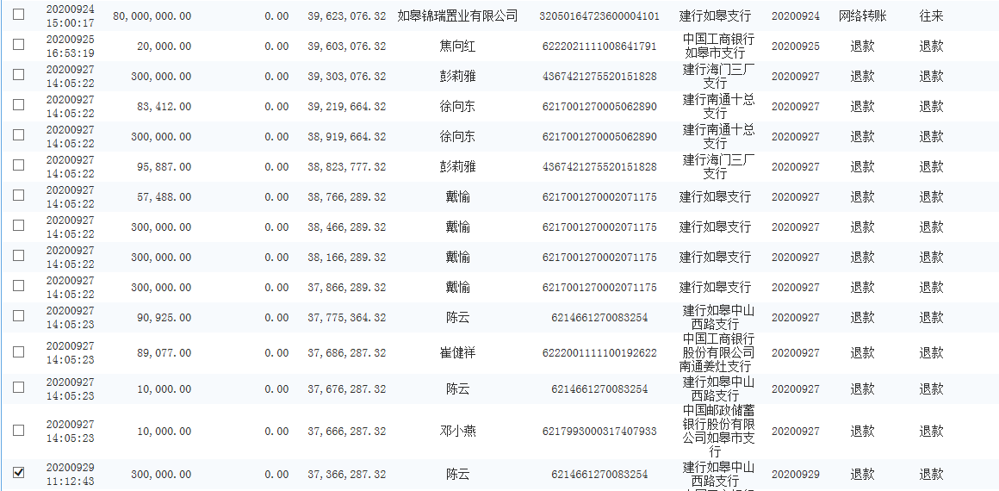 20200924 15:00:17 80,000,000.00 0.00 39,623,076.32 如皋锦瑞置业有限公司 32050164723600004101 建行如皋支行 20200924 网络转账 往来
20200925 16:53:19 20,000.00 0.00 39,603,076.32 焦向红 6222021111008641791 中国工商银行如皋市支行 20200925 退款 退款
20200927 14:05:22 300,000.00 0.00 39,303,076.32 彭莉雅 4367421275520151828 建行海门三厂支行 20200927 退款 退款
20200927 14:05:22 83,412.00 0.00 39,219,664.32 徐向东 6217001270005062890 建行南通十总支行 20200927 退款 退款
20200927 14:05:22 300,000.00 0.00 38,919,664.32 徐向东 6217001270005062890 建行南通十总支行 20200927 退款 退款
20200927 14:05:22 95,887.00 0.00 38,823,777.32 彭莉雅 4367421275520151828 建行海门三厂支行 20200927 退款 退款
20200927 14:05:22 57,488.00 0.00 38,766,289.32 戴愉 6217001270002071175 建行如皋支行 20200927 退款 退款
20200927 14:05:22 300,000.00 0.00 38,466,289.32 戴愉 6217001270002071175 建行如皋支行 20200927 退款 退款
20200927 14:05:22 300,000.00 0.00 38,166,289.32 戴愉 6217001270002071175 建行如皋支行 20200927 退款 退款
20200927 14:05:22 300,000.00 0.00 37,866,289.32 戴愉 6217001270002071175 建行如皋支行 20200927 退款 退款
20200927 14:05:23 90,925.00 0.00 37,775,364.32 陈云 6214661270083254 建行如皋中山西路支行 20200927 退款 退款
20200927 14:05:23 89,077.00 0.00 37,686,287.32 崔健祥 6222001111100192622 中国工商银行股份有限公司南通姜灶支行 20200927 退款 退款
20200927 14:05:23 10,000.00 0.00 37,676,287.32 陈云 6214661270083254 建行如皋中山西路支行 20200927 退款 退款
20200927 14:05:23 10,000.00 0.00 37,666,287.32 邓小燕 6217993000317407933 中国邮政储蓄银行股份有限公司如皋市支行 20200927 退款 退款
20200929 11:12:43 300,000.00 0.00 37,366,287.32 陈云 6214661270083254 建行如皋中山西路支行 20200929 退款 退款